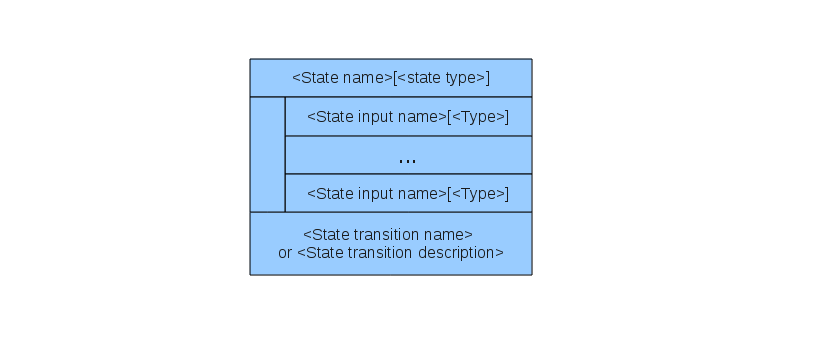 <State name>[<state type>]
<State input name>[<Type>]
...
<State input name>[<Type>]
<State transition name>
or <State transition description>